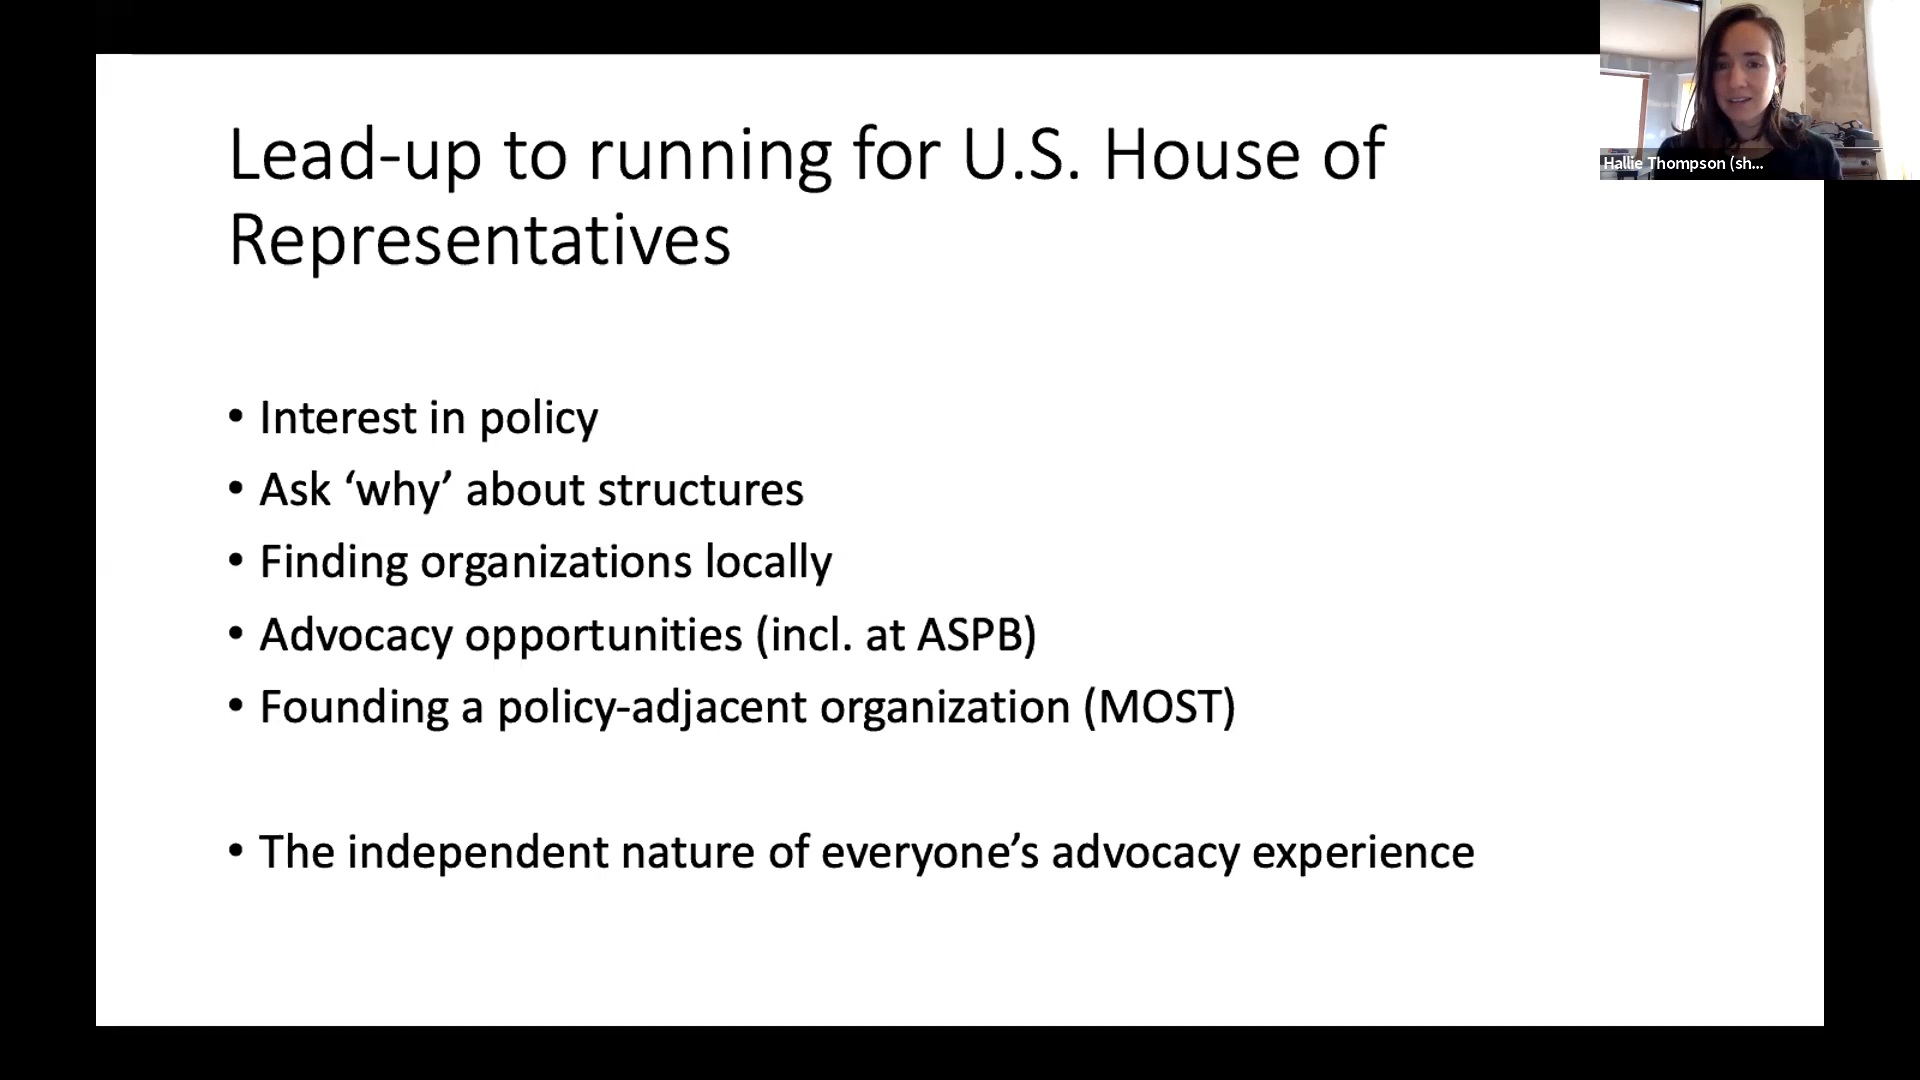 Lead-up to running for U.S. House of
Representatives
• Interest in policy
• Ask ‘why’ about structures
• Finding organizations locally
• Advocacy opportunities (incl. at ASPB)
• Founding a policy-adjacent organization (MOST)
• The independent nature of everyone’s advocacy experience
Hallie Thompson (sh...